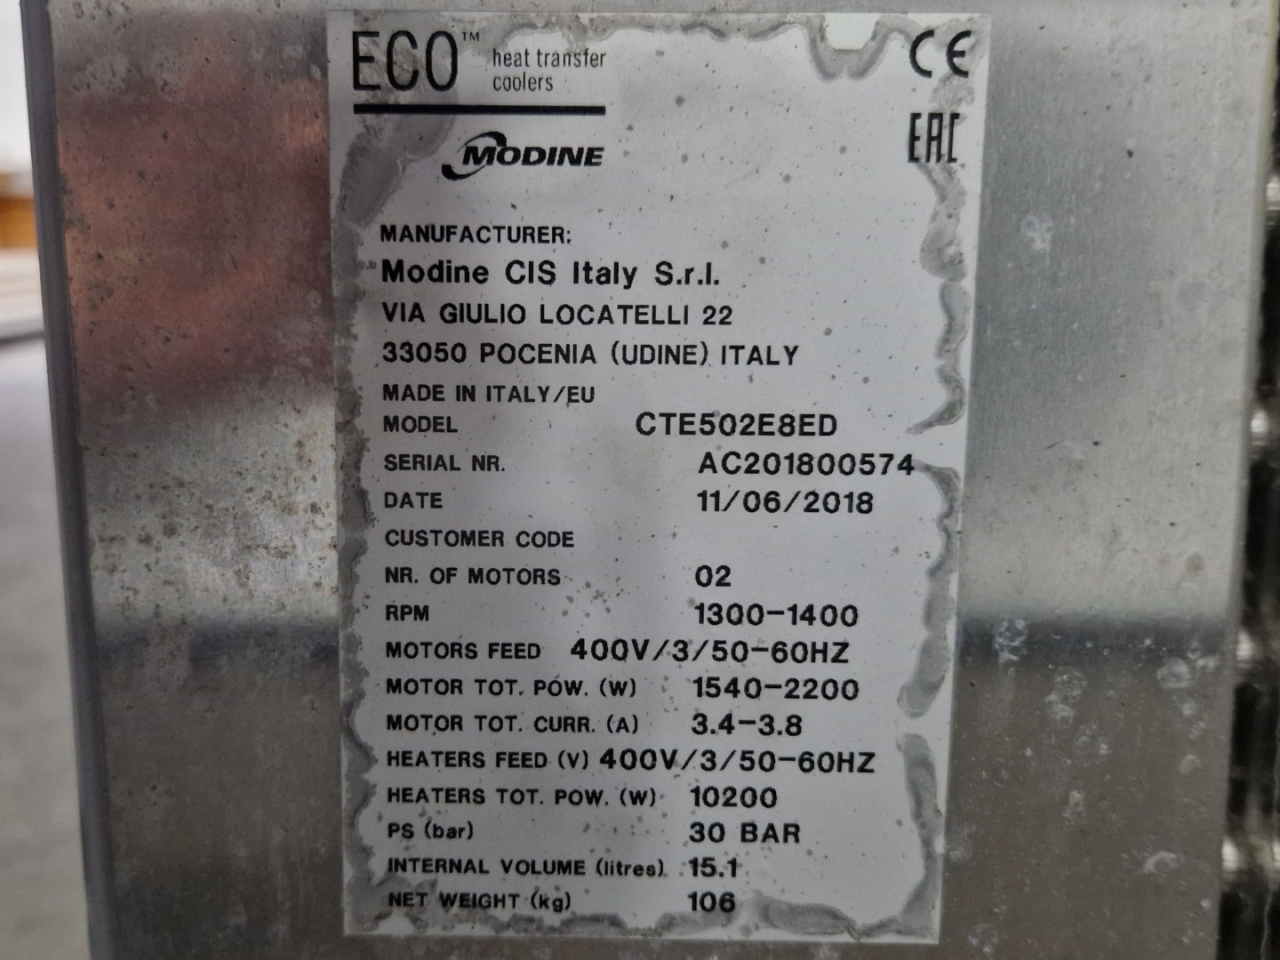 ECO™ heat transfer coolers
CE
MODINE
EAC
MANUFACTURER:
Modine CIS Italy S.r.l.
VIA GIULIO LOCATELLI 22
33050 POCENIA (UDINE) ITALY
MADE IN ITALY/EU
MODEL CTE502E8ED
SERIAL NR. AC201800574
DATE 11/06/2018
CUSTOMER CODE
NR. OF MOTORS 02
RPM 1300-1400
MOTORS FEED 400V/3/50-60HZ
MOTOR TOT. POW. (W) 1540-2200
MOTOR TOT. CURR. (A) 3.4-3.8
HEATERS FEED (V) 400V/3/50-60HZ
HEATERS TOT. POW. (W) 10200
PS (bar) 30 BAR
INTERNAL VOLUME (litres) 15.1
NET WEIGHT (kg) 106